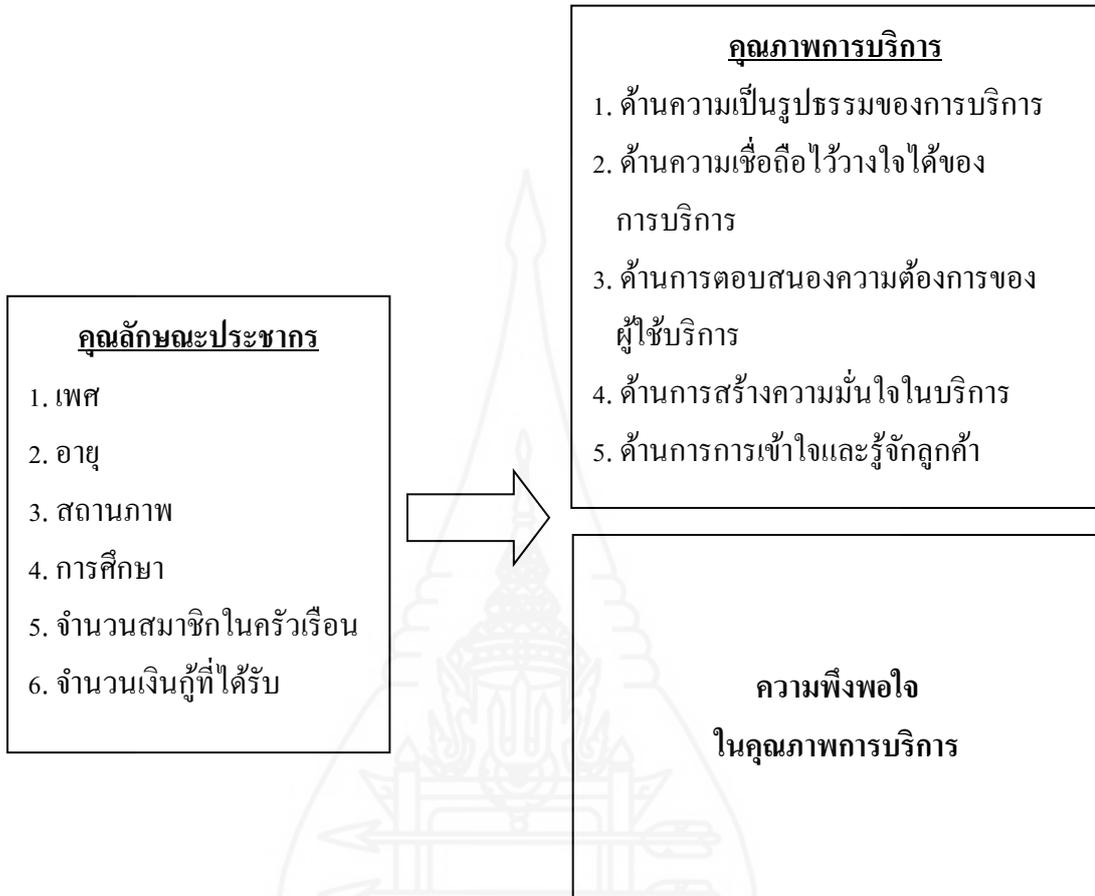 คุณลักษณะประชากร
1. เพศ
2. อายุ
3. สถานภาพ
4. การศึกษา
5. จำนวนสมาชิกในครัวเรือน
6. จำนวนเงินกู้ที่ได้รับ
คุณภาพการบริการ
1. ด้านความเป็นรูปธรรมของการบริการ
2. ด้านความเชื่อถือไว้วางใจได้ของ
การบริการ
3. ด้านการตอบสนองความต้องการของ
ผู้ใช้บริการ
4. ด้านการสร้างความมั่นใจในบริการ
5. ด้านการการเข้าใจและรู้จักลูกค้า
ความพึงพอใจ
ในคุณภาพการบริการ